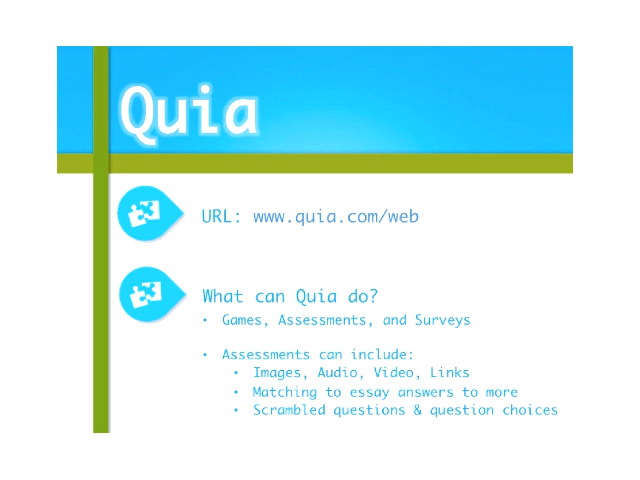 Quia
URL: www.quia.com/web
What can Quia do?
• Games, Assessments, and Surveys
• Assessments can include:
• Images, Audio, Video, Links
• Matching to essay answers to more
• Scrambled questions & question choices